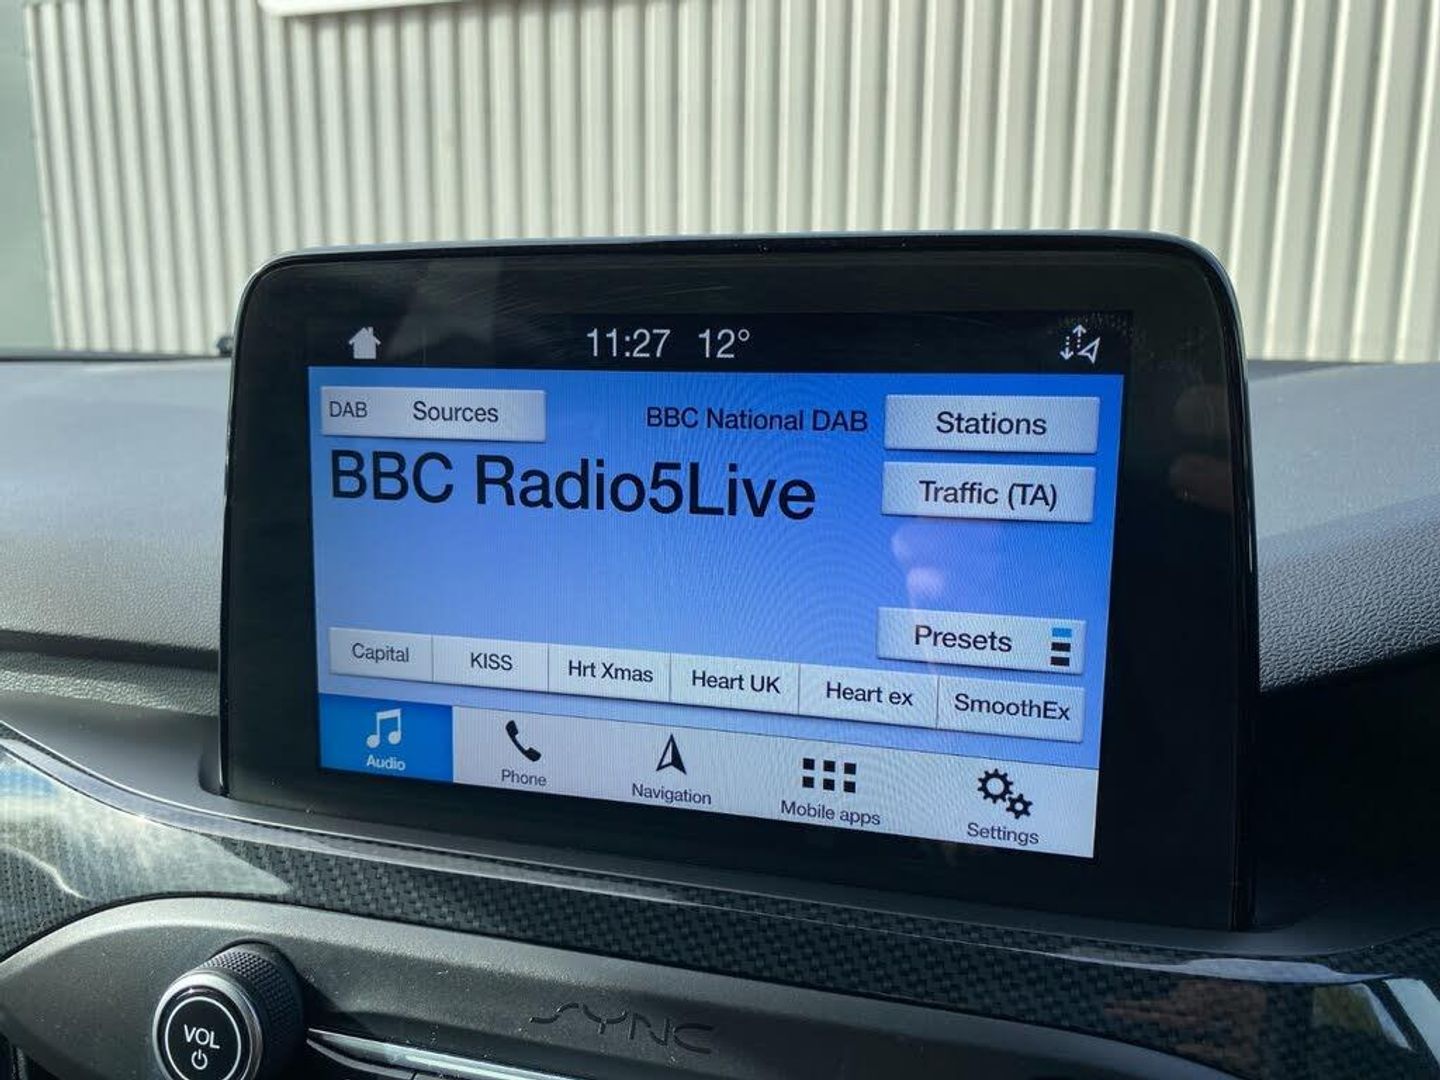 11:27 12°
DAB Sources
BBC National DAB
Stations
BBC Radio5Live
Traffic (TA)
Presets
Capital
KISS
Hrt Xmas
Heart UK
Heart ex
SmoothEx
Audio
Phone
Navigation
Mobile apps
Settings
VOL
SYNC